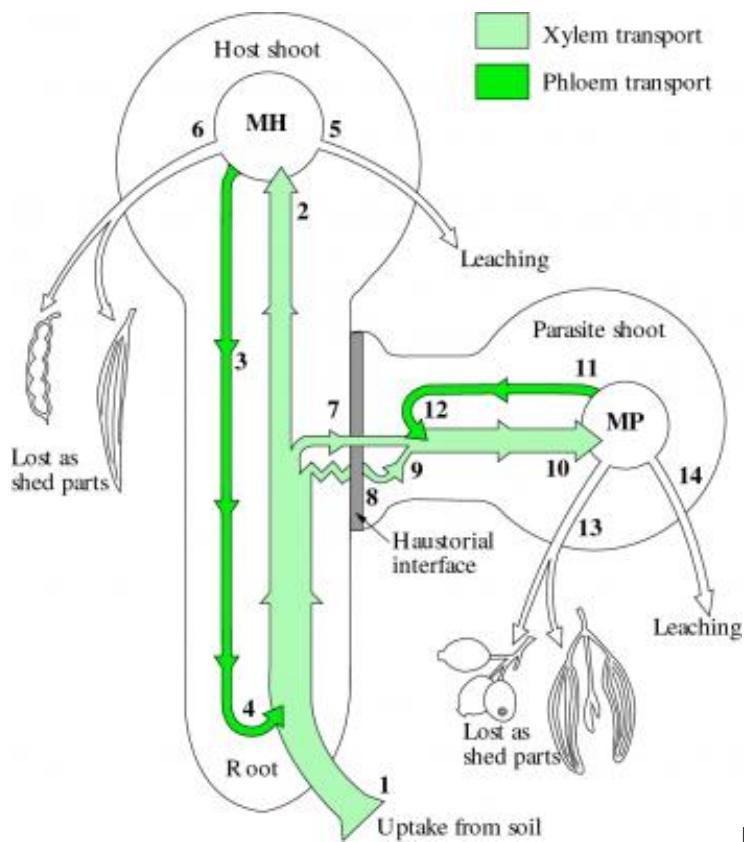 Host shoot
Xylem transport
Phloem transport
6
MH
5
2
Leaching
3
Parasite shoot
11
7
12
MP
Lost as
shed parts
9
10
14
8
13
Haustorial
interface
Leaching
4
Lost as
shed parts
Root
1
Uptake from soil